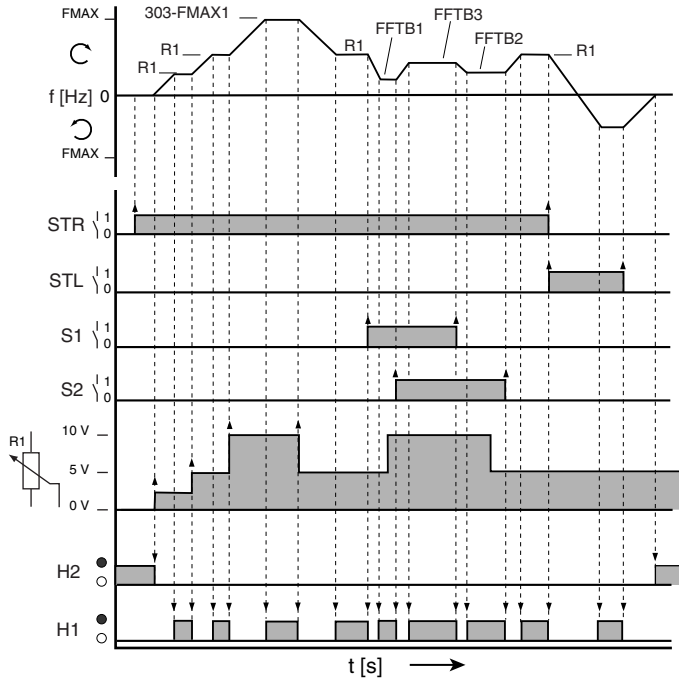 FMAX
303-FMAX1
R1
R1
R1
FFTB1
FFTB3
FFTB2
R1
f [Hz] 0
FMAX
STR 1
0
STL 1
0
S1 1
0
S2 1
0
R1
10 V
5 V
0 V
H2
H1
t [s]